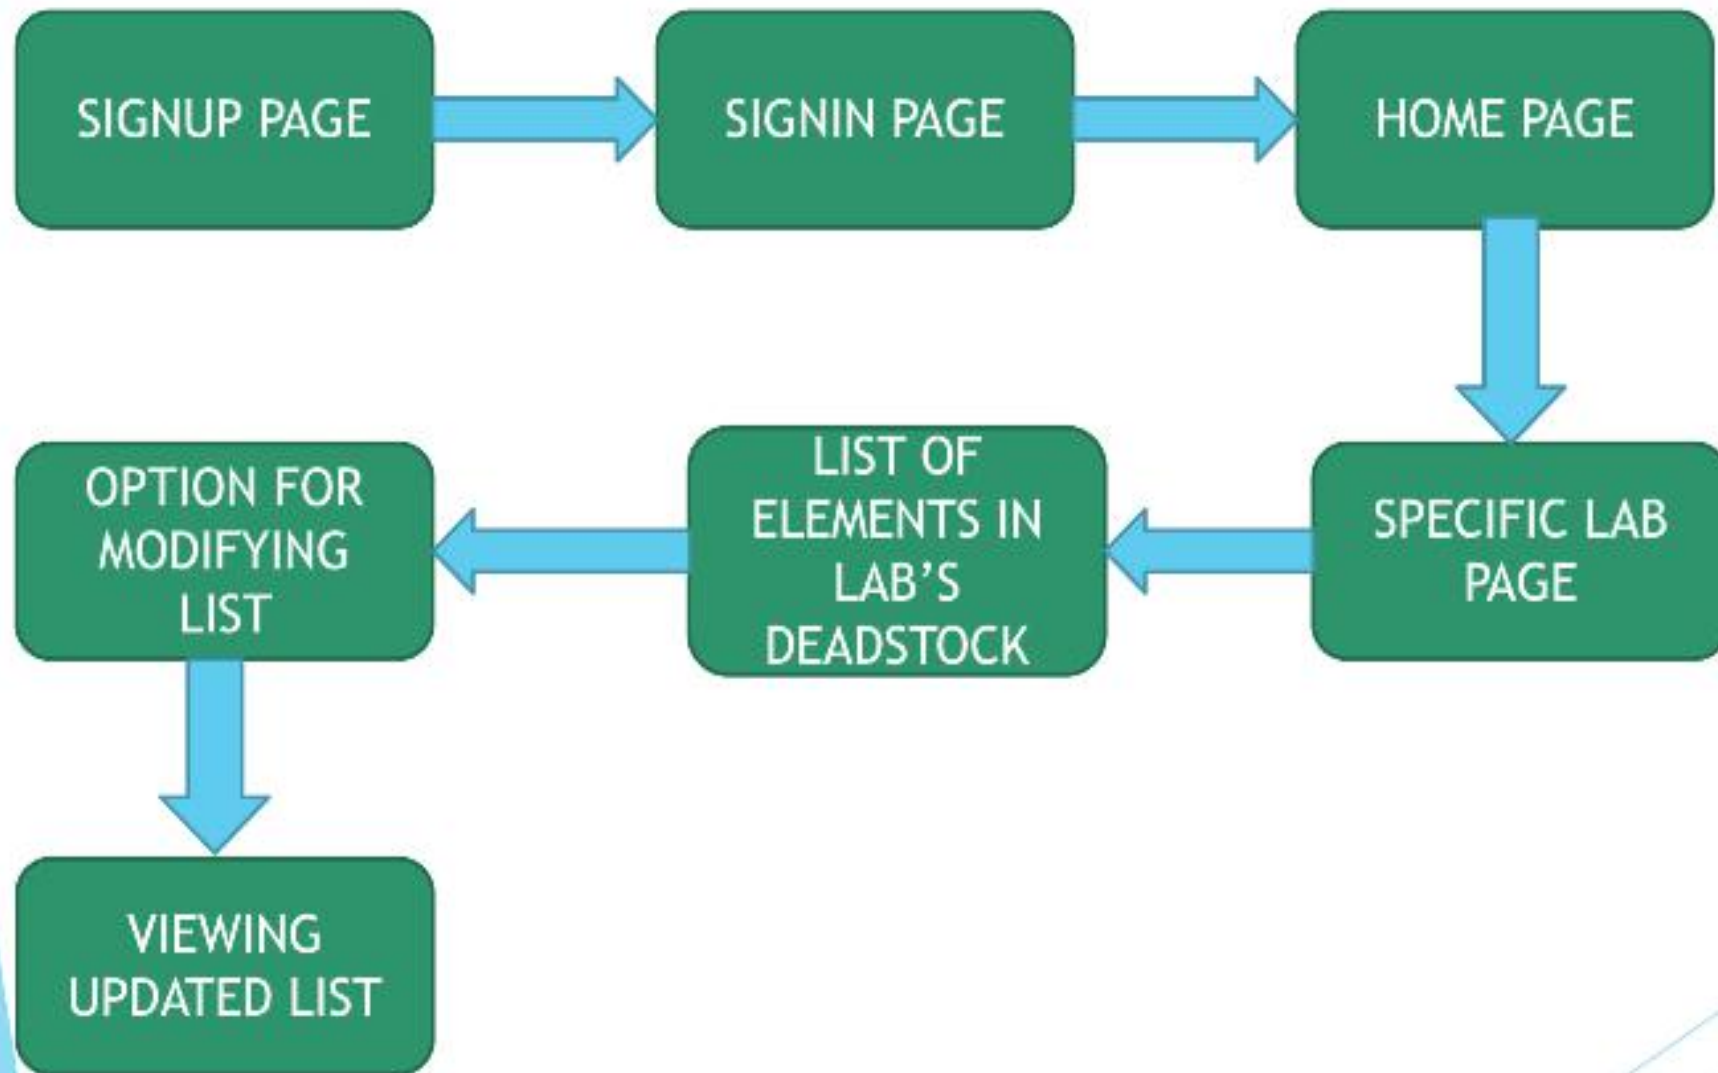 SIGNUP PAGE
SIGNIN PAGE
HOME PAGE
SPECIFIC LAB
PAGE
LIST OF
ELEMENTS IN
LAB’S
DEADSTOCK
OPTION FOR
MODIFYING
LIST
VIEWING
UPDATED LIST